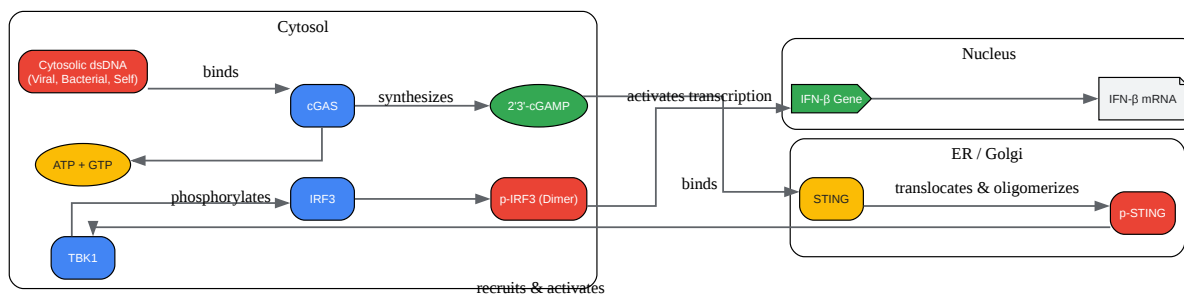 Cytosol
Cytosolic dsDNA
(Viral, Bacterial, Self)
binds
cGAS
synthesizes
2'3'-cGAMP
ATP + GTP
phosphorylates
IRF3
p-IRF3 (Dimer)
TBK1
recruits & activates
activates transcription
binds
Nucleus
IFN-β Gene
IFN-β mRNA
ER / Golgi
STING
translocates & oligomerizes
p-STING